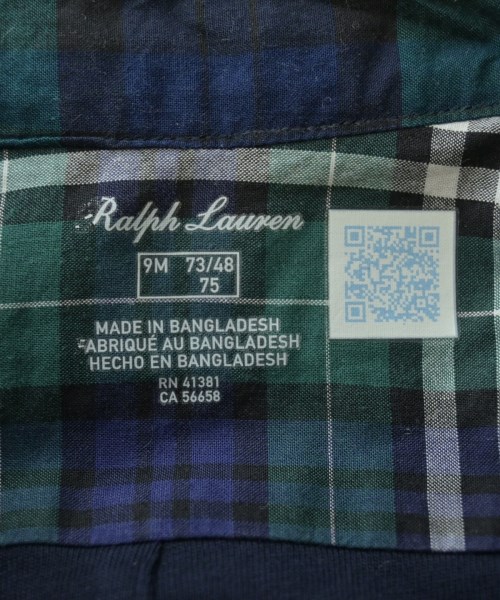 Ralph Lauren
9M 73/48
75
MADE IN BANGLADESH
FABRIQUÉ AU BANGLADESH
HECHO EN BANGLADESH
RN 41381
CA 56658